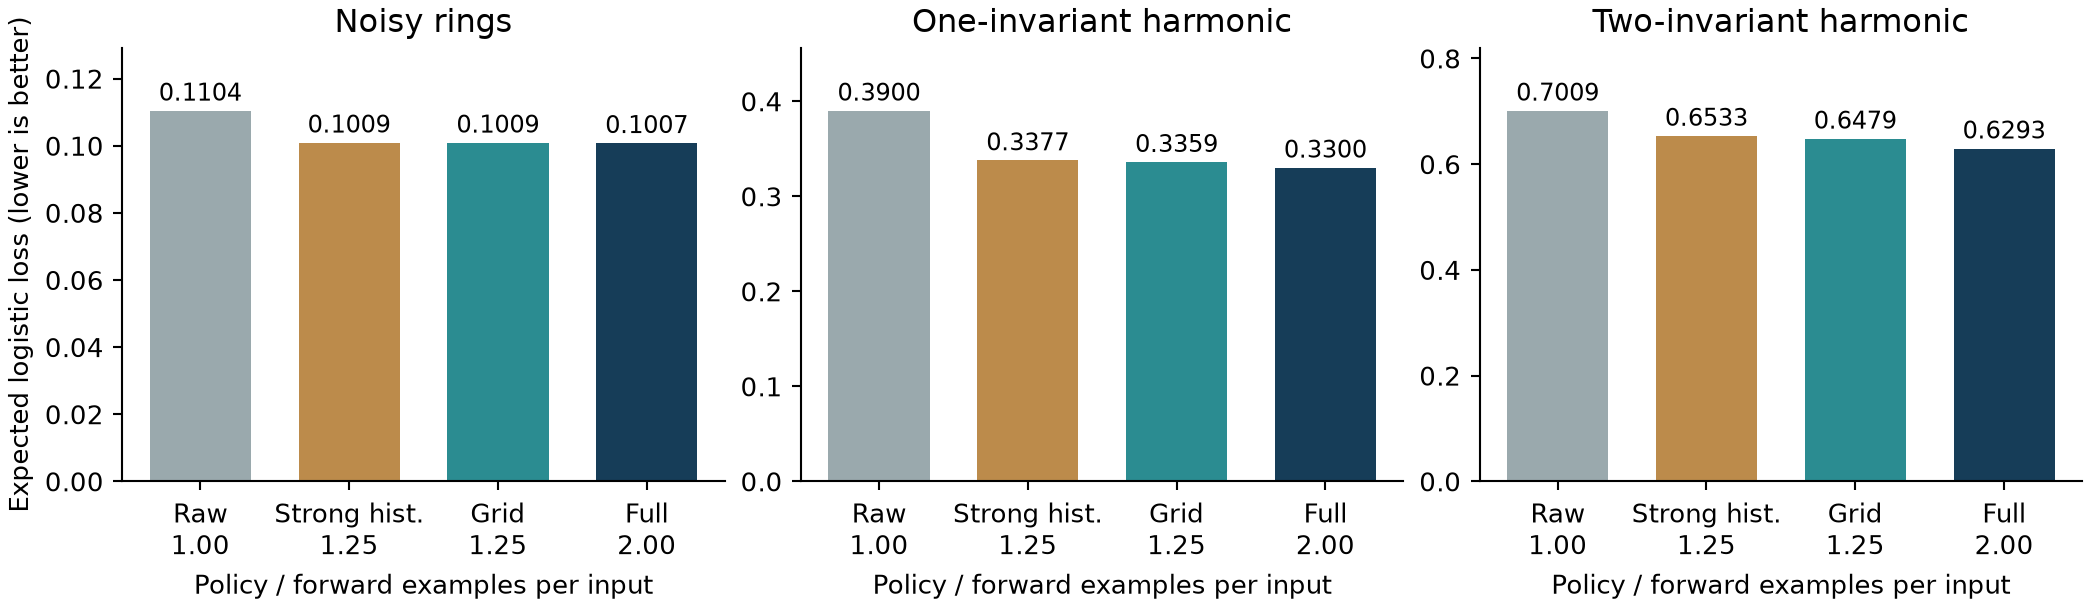 Noisy rings
Expected logistic loss (lower is better)
0.12
0.10
0.08
0.06
0.04
0.02
0.00
0.1104
0.1009
0.1009
0.1007
Raw
1.00
Strong hist.
1.25
Grid
1.25
Full
2.00
Policy / forward examples per input
One-invariant harmonic
0.4
0.3
0.2
0.1
0.0
0.3900
0.3377
0.3359
0.3300
Raw
1.00
Strong hist.
1.25
Grid
1.25
Full
2.00
Policy / forward examples per input
Two-invariant harmonic
0.8
0.6
0.4
0.2
0.0
0.7009
0.6533
0.6479
0.6293
Raw
1.00
Strong hist.
1.25
Grid
1.25
Full
2.00
Policy / forward examples per input